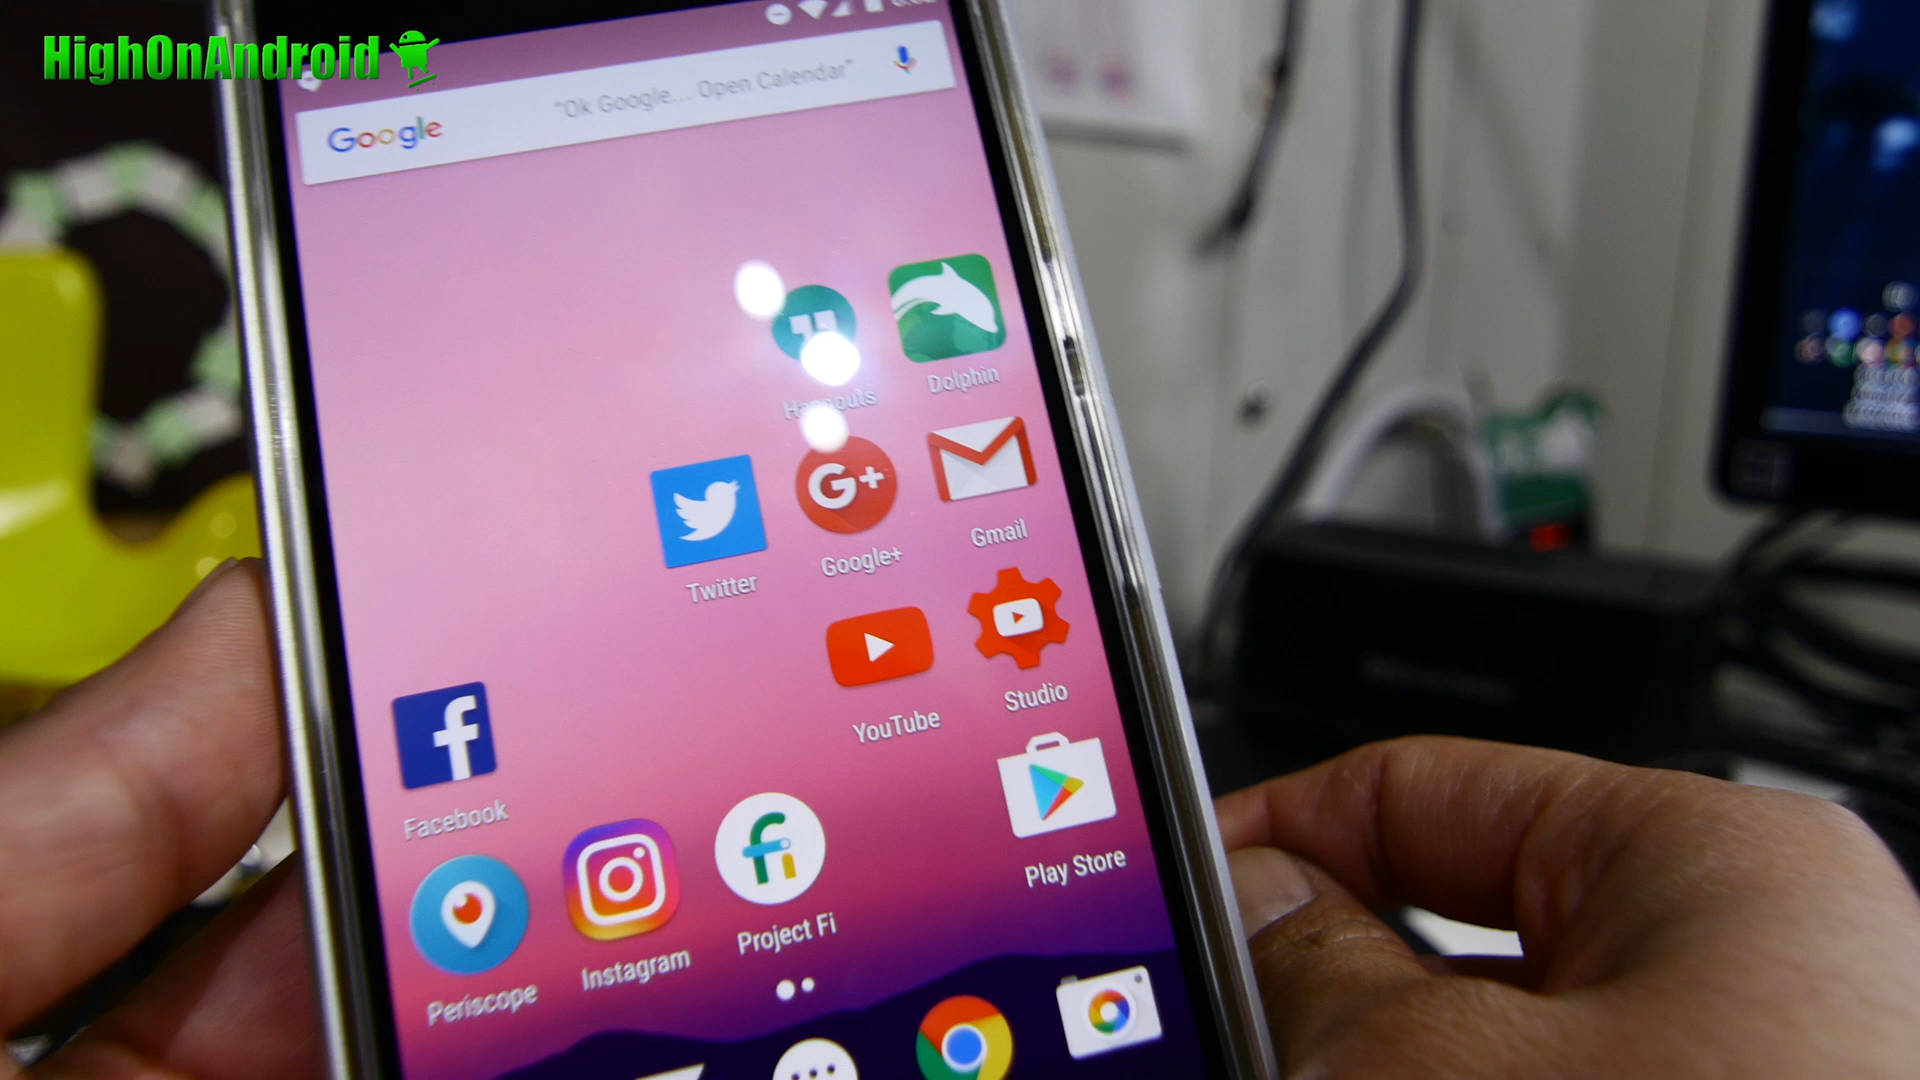 HighOnAndroid
Google "Ok Google... Open Calendar"
Hangouts
Dolphin
Twitter
Google+
Gmail
YouTube
Studio
Facebook
Play Store
Periscope
Instagram
Project Fi